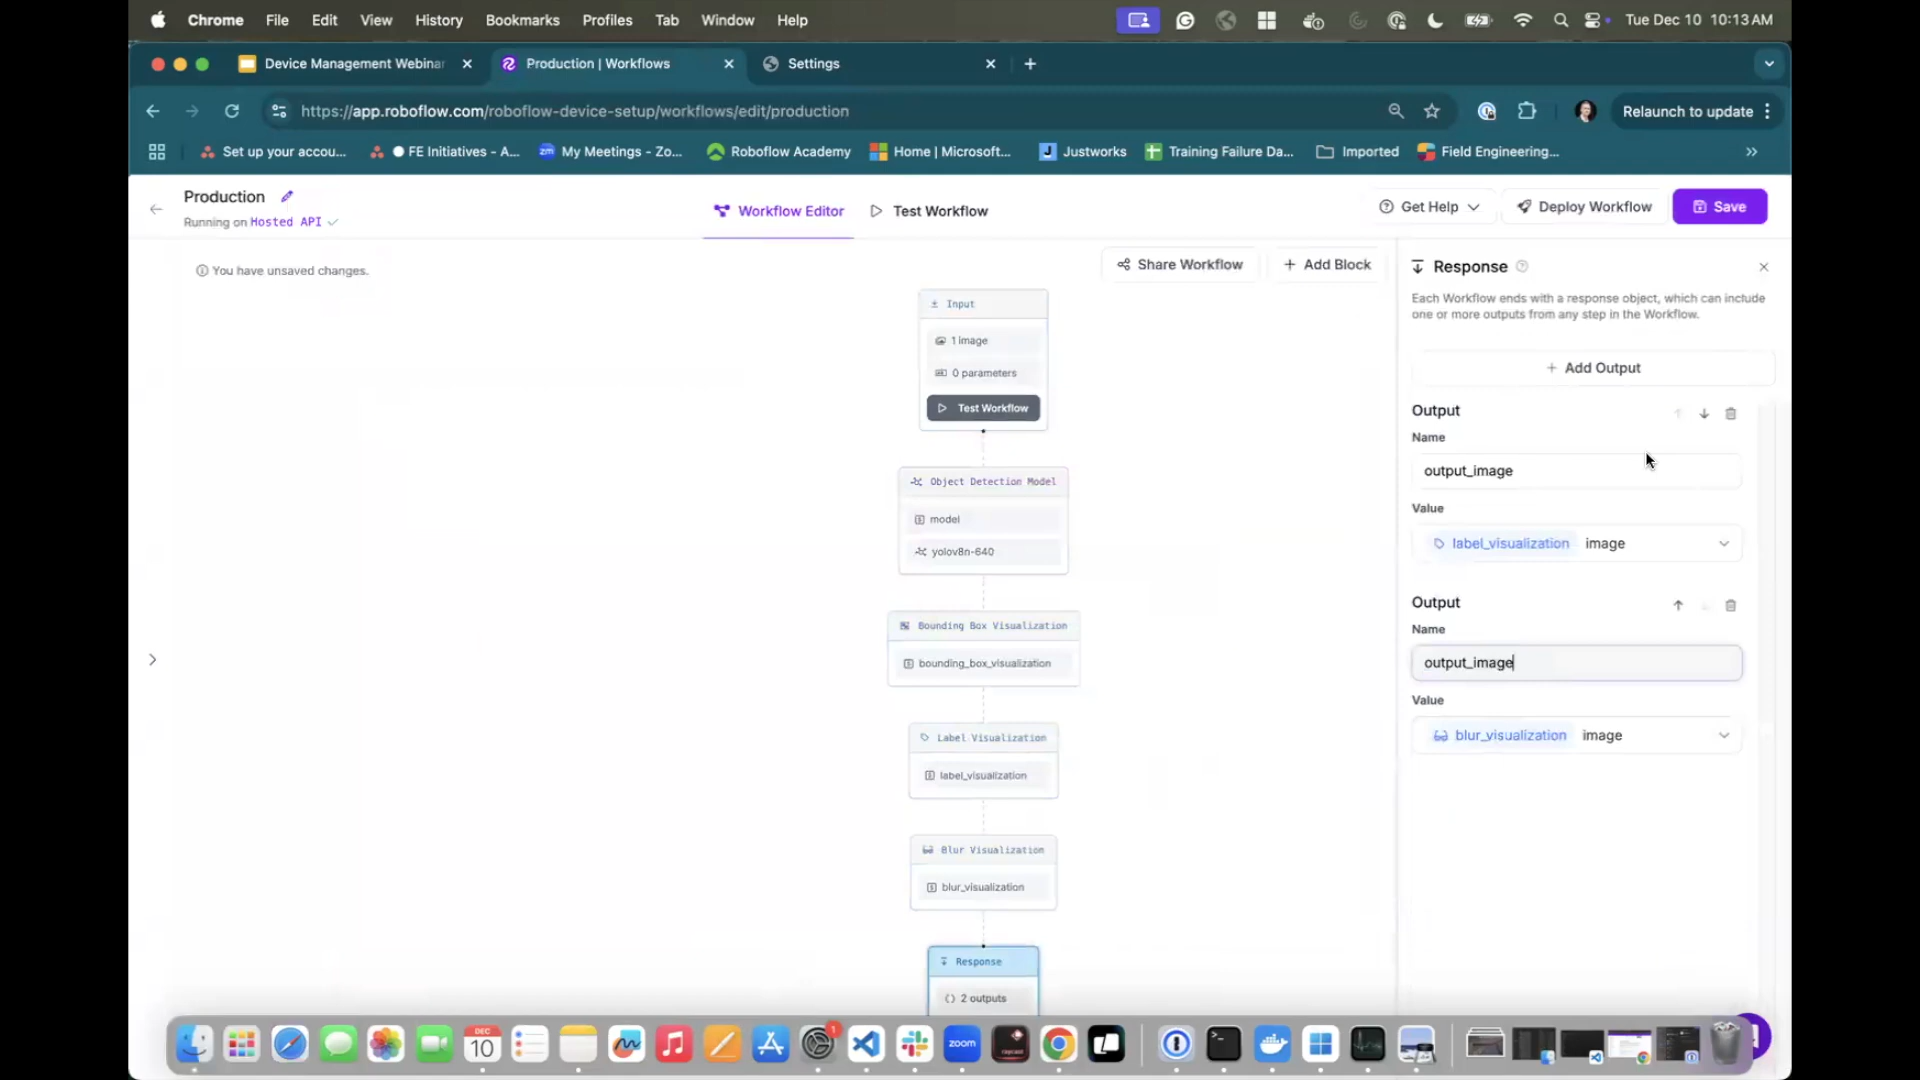 Chrome File Edit View History Bookmarks Profiles Tab Window Help Tue Dec 10 10:13 AM
Device Management Webinar Production | Workflows Settings
https://app.roboflow.com/roboflow-device-setup/workflows/edit/production Relaunch to update
Set up your accou... FE Initiatives - A... zm My Meetings - Zo... Roboflow Academy Home | Microsoft... J Justworks Training Failure Da... Imported Field Engineering... »
Production
Running on Hosted API
Workflow Editor Test Workflow
Get Help Deploy Workflow Save
You have unsaved changes.
Share Workflow + Add Block
Input
1 image
0 parameters
Test Workflow
Object Detection Model
model
yolov8n-640
Bounding Box Visualization
bounding_box_visualization
Label Visualization
label_visualization
Blur Visualization
blur_visualization
Response
2 outputs
Response
Each Workflow ends with a response object, which can include
one or more outputs from any step in the Workflow.
+ Add Output
Output
Name
output_image
Value
label_visualization image
Output
Name
output_image
Value
blur_visualization image
DEC
10
1
zoom